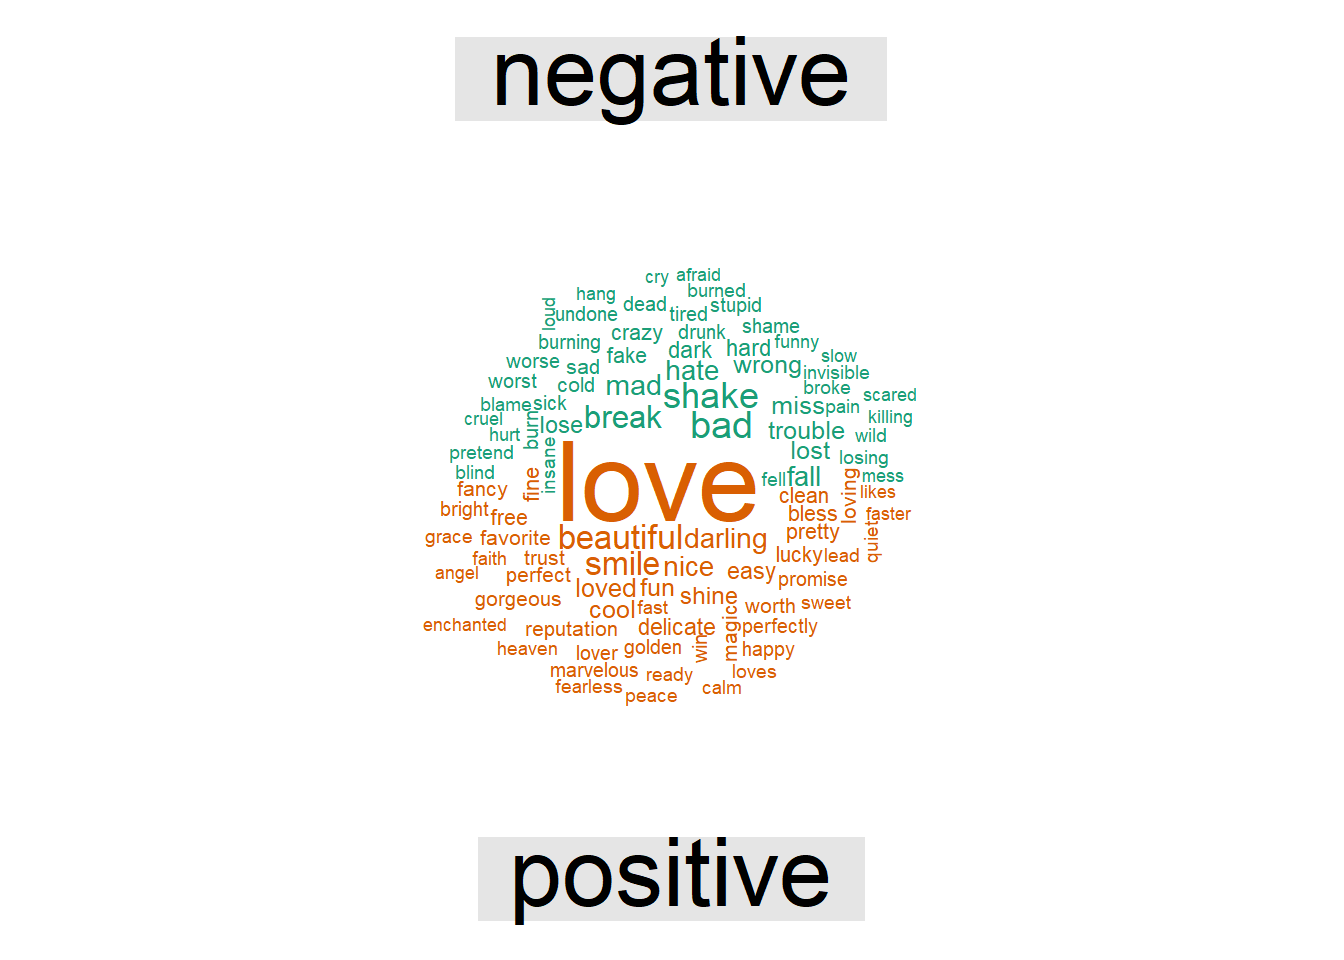 negative
cry afraid
hang burned
loud undone dead tired stupid
burning crazy drunk shame
worse sad fake dark hard funny slow
worst cold mad hate wrong invisible
blame sick shake broke scared
cruel burn lose break bad miss pain killing
hurt trouble wild
pretend insane lost losing
blind fell fall mess
fancy fine love clean loving likes
bright free bless faster
grace favorite beautiful darling pretty quiet
faith trust smile nice lucky lead
angel perfect easy promise
gorgeous loved fun shine
cool fast worth sweet
enchanted reputation delicate magic perfectly
heaven lover golden win happy
marvelous ready loves
fearless peace calm
positive